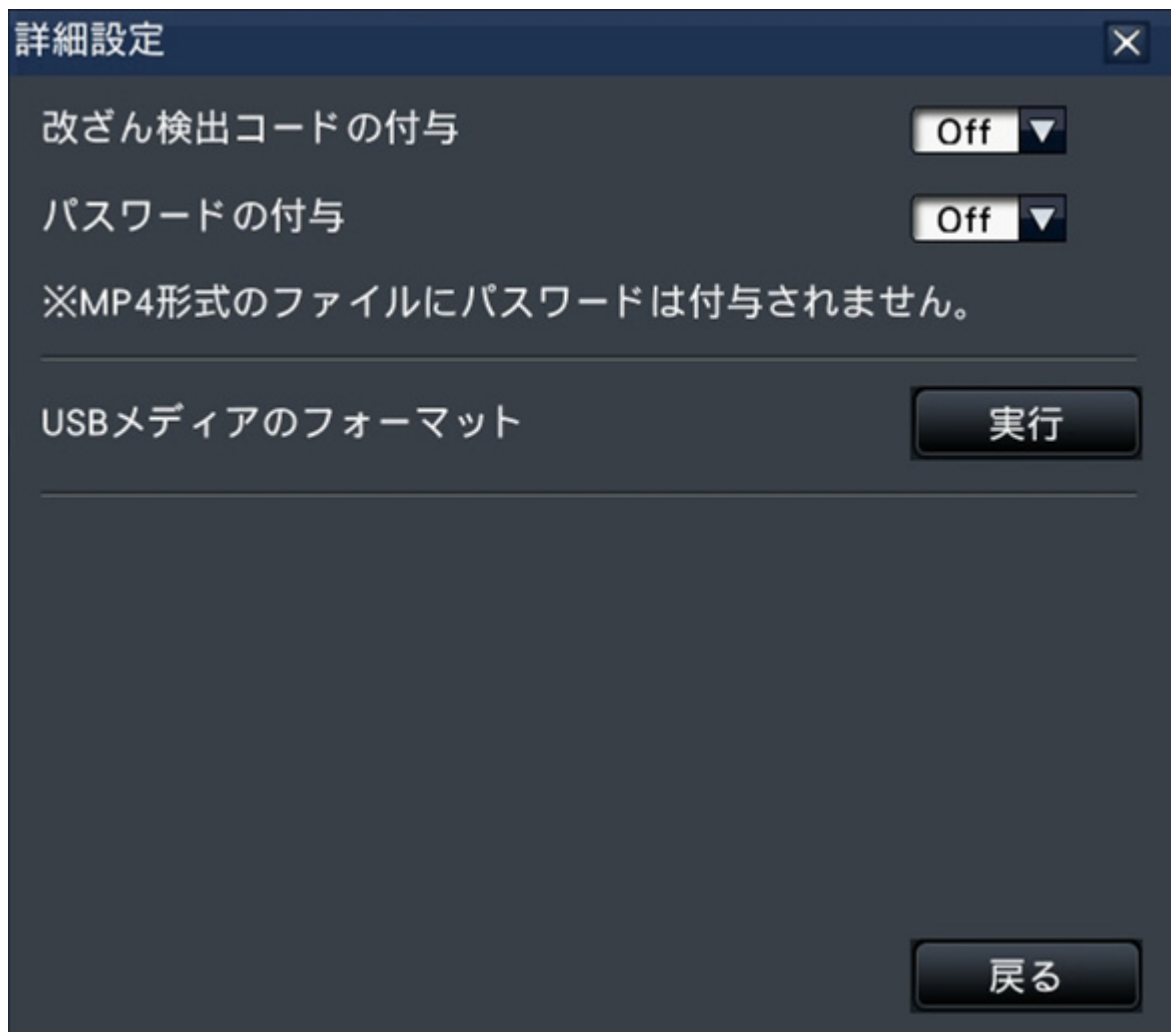 詳細設定
改ざん検出コードの付与 Off
パスワードの付与 Off
※MP4形式のファイルにパスワードは付与されません。
USBメディアのフォーマット 実行
戻る